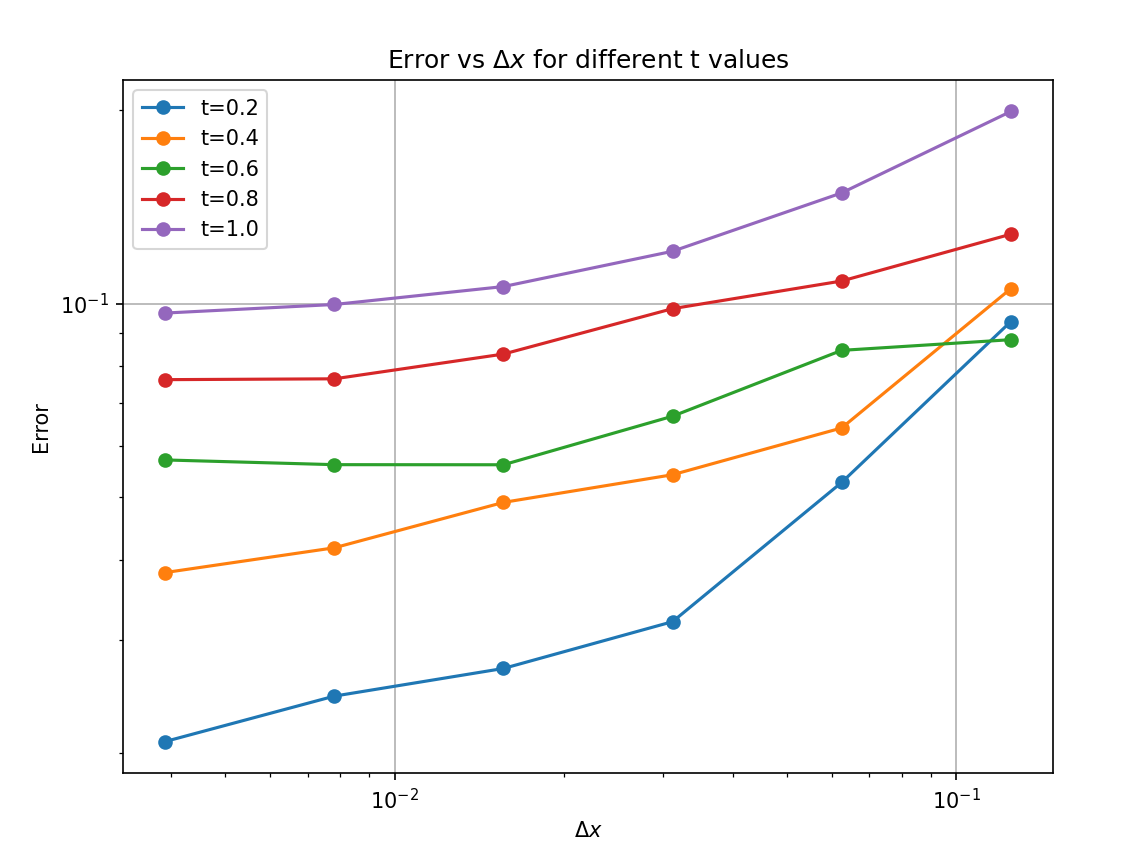 Error vs Δx for different t values
t=0.2
t=0.4
t=0.6
t=0.8
t=1.0
10⁻¹
Error
10⁻² 10⁻¹
Δx